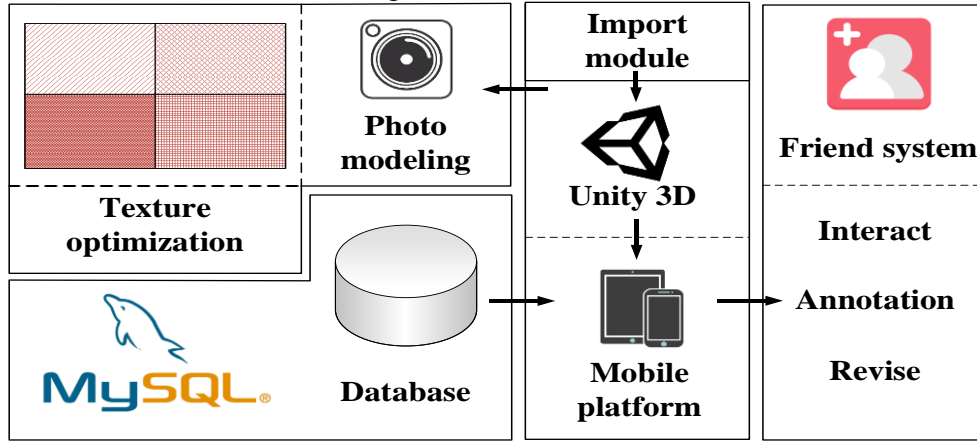 Import
module
Photo
modeling
Unity 3D
Friend system
Texture
optimization
Interact
Annotation
Revise
MySQL®
Database
Mobile
platform